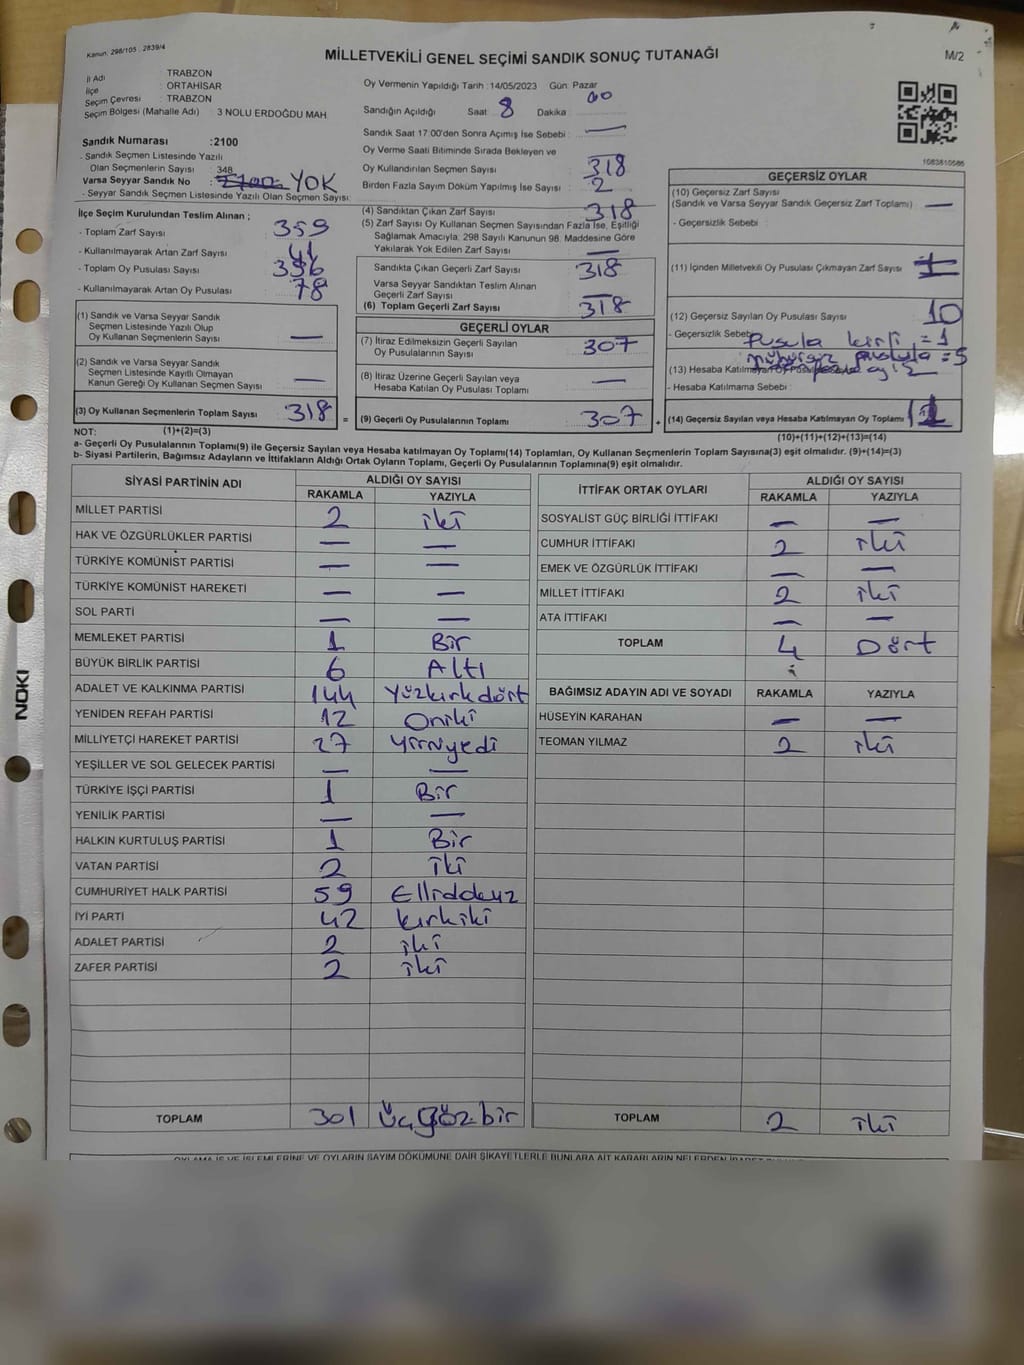 Kanun. 298/105 : 2839/4
MİLLETVEKİLİ GENEL SEÇİMİ SANDIK SONUÇ TUTANAĞI
M/2
İl Adı : TRABZON
İlçe : ORTAHİSAR
Seçim Çevresi : TRABZON
Seçim Bölgesi (Mahalle Adı) 3 NOLU ERDOĞDU MAH
Sandık Numarası :2100
- Sandık Seçmen Listesinde Yazılı
Olan Seçmenlerin Sayısı : 348
Varsa Seyyar Sandık No : YOK
- Seyyar Sandık Seçmen Listesinde Yazılı Olan Seçmen Sayısı:
Oy Vermenin Yapıldığı Tarih :14/05/2023 Gün: Pazar
Sandığın Açıldığı Saat 8 Dakika 00
Sandık Saat 17:00'den Sonra Açımış İse Sebebi : —
Oy Verme Saati Bitiminde Sırada Bekleyen ve
Oy Kullandırılan Seçmen Sayısı —
318
Birden Fazla Sayım Döküm Yapılmış İse Sayısı : 2
1083810566
İlçe Seçim Kurulundan Teslim Alınan ;
- Toplam Zarf Sayısı : 359
- Kullanılmayarak Artan Zarf Sayısı : 41
- Toplam Oy Pusulası Sayısı : 396
- Kullanılmayarak Artan Oy Pusulası : 78
(4) Sandıktan Çıkan Zarf Sayısı 318
(5) Zarf Sayısı Oy Kullanan Seçmen Sayısından Fazla İse, Eşitliği
Sağlamak Amacıyla; 298 Sayılı Kanunun 98. Maddesine Göre
Yakılarak Yok Edilen Zarf Sayısı —
Sandıkta Çıkan Geçerli Zarf Sayısı 318
Varsa Seyyar Sandıktan Teslim Alınan
Geçerli Zarf Sayısı —
(6) Toplam Geçerli Zarf Sayısı 318
GEÇERSİZ OYLAR
(10) Geçersiz Zarf Sayısı
(Sandık ve Varsa Seyyar Sandık Geçersiz Zarf Toplamı) —
- Geçersizlik Sebebi :
(11) İçinden Milletvekili Oy Pusulası Çıkmayan Zarf Sayısı
(12) Geçersiz Sayılan Oy Pusulası Sayısı 10
- Geçersizlik Sebebi Pusula kirli = 1
mühürsüz pusula = 5
(13) Hesaba Katılmayan Oy Pusulası
- Hesaba Katılmama Sebebi :
(14) Geçersiz Sayılan veya Hesaba Katılmayan Oy Toplamı
(10)+(11)+(12)+(13)=(14)
(1) Sandık ve Varsa Seyyar Sandık
Seçmen Listesinde Yazılı Olup
Oy Kullanan Seçmenlerin Sayısı —
(2) Sandık ve Varsa Seyyar Sandık
Seçmen Listesinde Kayıtlı Olmayan
Kanun Gereği Oy Kullanan Seçmen Sayısı —
(3) Oy Kullanan Seçmenlerin Toplam Sayısı 318 =
GEÇERLİ OYLAR
(7) İtiraz Edilmeksizin Geçerli Sayılan
Oy Pusulalarının Sayısı 307
(8) İtiraz Üzerine Geçerli Sayılan veya
Hesaba Katılan Oy Pusulası Toplamı —
(9) Geçerli Oy Pusulalarının Toplamı 307 +
NOT: (1)+(2)=(3)
a- Geçerli Oy Pusulalarının Toplamı(9) ile Geçersiz Sayılan veya Hesaba katılmayan Oy Toplamı(14) Toplamları, Oy Kullanan Seçmenlerin Toplam Sayısına(3) eşit olmalıdır. (9)+(14)=(3)
b- Siyasi Partilerin, Bağımsız Adayların ve İttifakların Aldığı Ortak Oyların Toplamı, Geçerli Oy Pusulalarının Toplamına(9) eşit olmalıdır.
SİYASİ PARTİNİN ADI ALDIĞI OY SAYISI
RAKAMLA YAZIYLA
MİLLET PARTİSİ 2 iki
HAK VE ÖZGÜRLÜKLER PARTİSİ — —
TÜRKİYE KOMÜNİST PARTİSİ — —
TÜRKİYE KOMÜNİST HAREKETİ — —
SOL PARTİ — —
MEMLEKET PARTİSİ 1 Bir
BÜYÜK BİRLİK PARTİSİ 6 Altı
ADALET VE KALKINMA PARTİSİ 144 Yüzkırkdört
YENİDEN REFAH PARTİSİ 12 Oniki
MİLLİYETÇİ HAREKET PARTİSİ 27 Yirmiyedi
YEŞİLLER VE SOL GELECEK PARTİSİ — —
TÜRKİYE İŞÇİ PARTİSİ 1 Bir
YENİLİK PARTİSİ — —
HALKIN KURTULUŞ PARTİSİ 1 Bir
VATAN PARTİSİ 2 İki
CUMHURİYET HALK PARTİSİ 59 Ellidokuz
İYİ PARTİ 42 kırkiki
ADALET PARTİSİ 2 iki
ZAFER PARTİSİ 2 iki
TOPLAM 301 Üçyüz bir
İTTİFAK ORTAK OYLARI ALDIĞI OY SAYISI
RAKAMLA YAZIYLA
SOSYALİST GÜÇ BİRLİĞİ İTTİFAKI — —
CUMHUR İTTİFAKI 2 iki
EMEK VE ÖZGÜRLÜK İTTİFAKI — —
MİLLET İTTİFAKI 2 iki
ATA İTTİFAKI — —
TOPLAM 4 Dört
BAĞIMSIZ ADAYIN ADI VE SOYADI RAKAMLA YAZIYLA
HÜSEYİN KARAHAN — —
TEOMAN YILMAZ 2 iki
TOPLAM 2 iki
NOKI